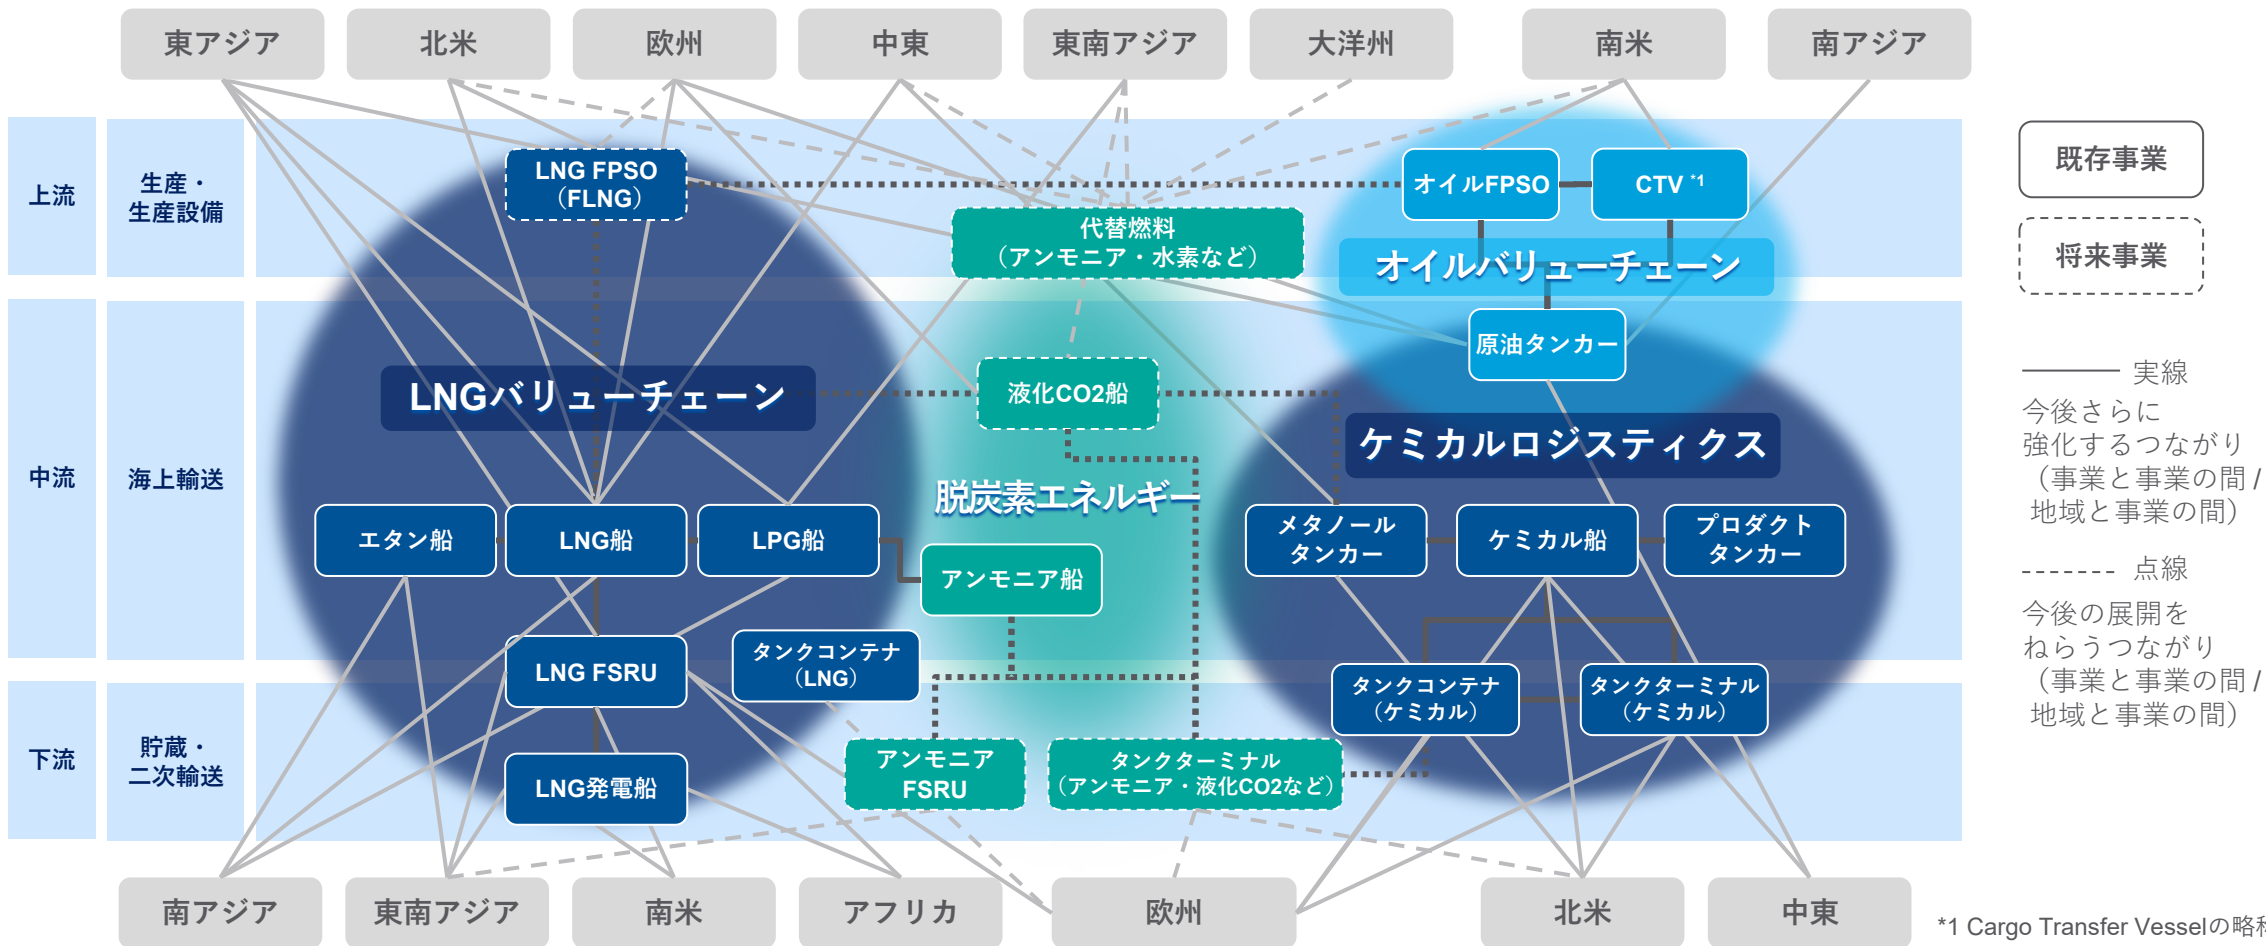 東アジア
北米
欧州
中東
東南アジア
大洋州
南米
南アジア
上流
生産・
生産設備
LNG FPSO
（FLNG）
オイルFPSO
CTV *1
代替燃料
（アンモニア・水素など）
オイルバリューチェーン
原油タンカー
中流
海上輸送
LNGバリューチェーン
液化CO2船
ケミカルロジスティクス
脱炭素エネルギー
エタン船
LNG船
LPG船
アンモニア船
メタノール
タンカー
ケミカル船
プロダクト
タンカー
LNG FSRU
タンクコンテナ
（LNG）
タンクコンテナ
（ケミカル）
タンクターミナル
（ケミカル）
下流
貯蔵・
二次輸送
LNG発電船
アンモニア
FSRU
タンクターミナル
（アンモニア・液化CO2など）
南アジア
東南アジア
南米
アフリカ
欧州
北米
中東
既存事業
将来事業
実線
今後さらに
強化するつながり
（事業と事業の間 /
地域と事業の間）
点線
今後の展開を
ねらうつながり
（事業と事業の間 /
地域と事業の間）
*1 Cargo Transfer Vesselの略称